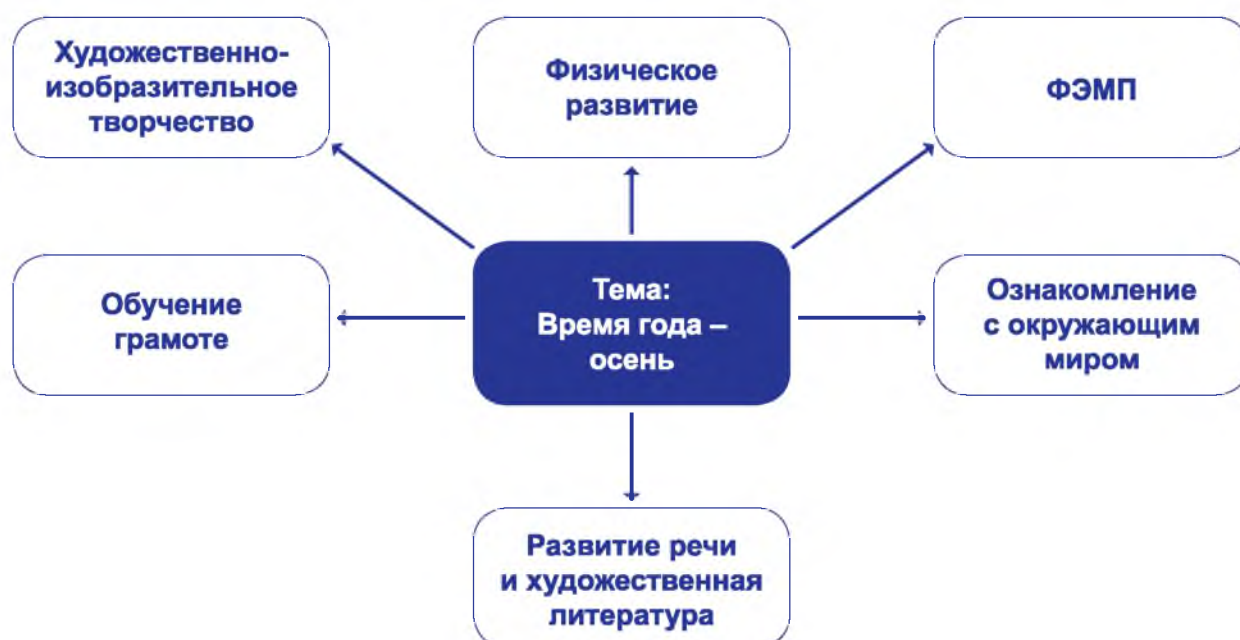 Художественно-
изобразительное
творчество
Физическое
развитие
ФЭМП
Обучение
грамоте
Тема:
Время года –
осень
Ознакомление
с окружающим
миром
Развитие речи
и художественная
литература